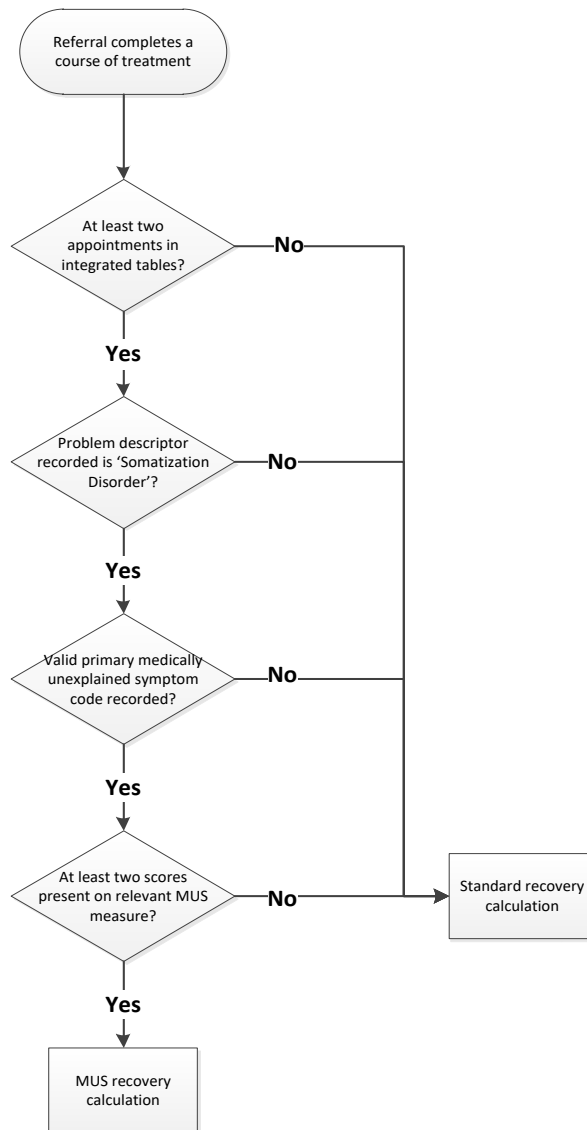 Referral completes a
course of treatment
At least two
appointments in
integrated tables?
No
Yes
Problem descriptor
recorded is ‘Somatization
Disorder’?
No
Yes
Valid primary medically
unexplained symptom
code recorded?
No
Yes
At least two scores
present on relevant MUS
measure?
No
Standard recovery
calculation
Yes
MUS recovery
calculation